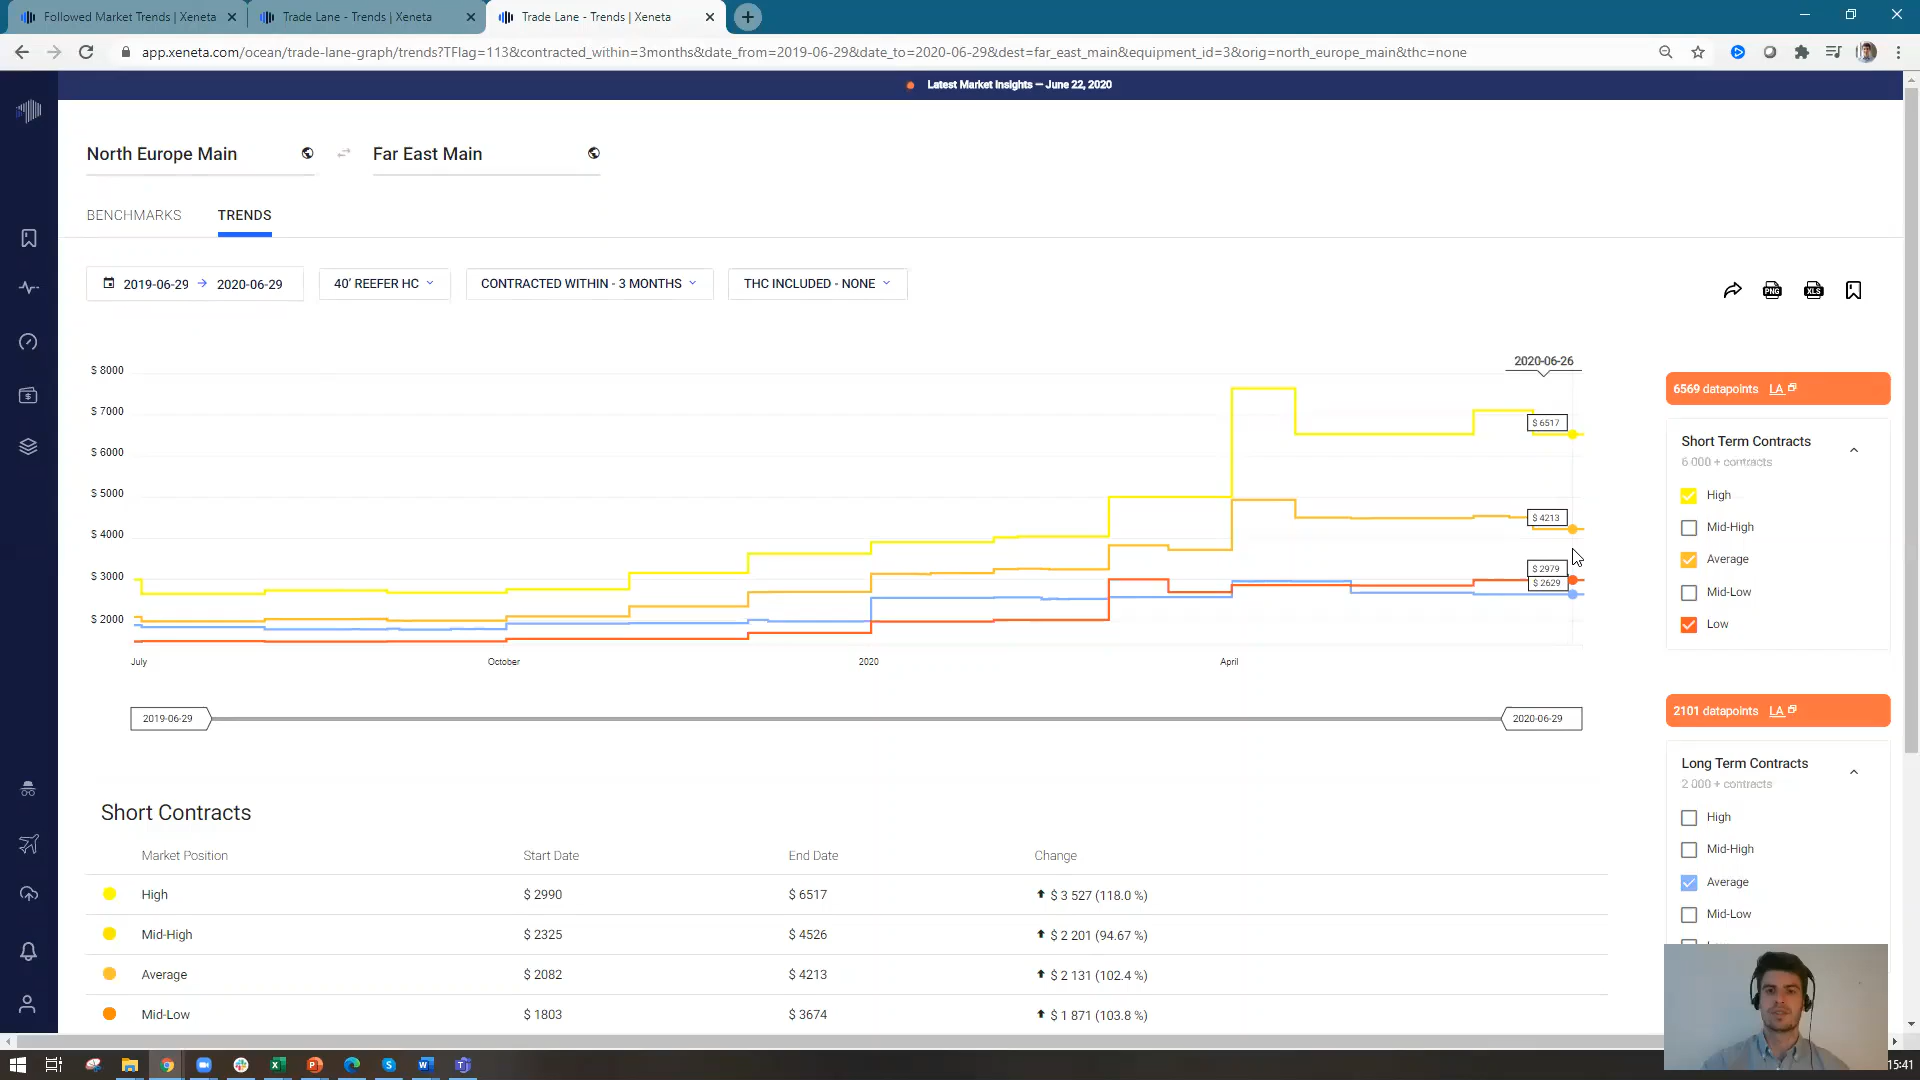 Followed Market Trends | Xeneta
Trade Lane - Trends | Xeneta
Trade Lane - Trends | Xeneta
app.xeneta.com/ocean/trade-lane-graph/trends?TFlag=113&contracted_within=3months&date_from=2019-06-29&date_to=2020-06-29&dest=far_east_main&equipment_id=3&orig=north_europe_main&thc=none
Latest Market Insights — June 22, 2020
North Europe Main
Far East Main
BENCHMARKS
TRENDS
2019-06-29 → 2020-06-29
40' REEFER HC
CONTRACTED WITHIN - 3 MONTHS
THC INCLUDED - NONE
PNG
XLS
2020-06-26
$ 8000
$ 7000
$ 6000
$ 5000
$ 4000
$ 3000
$ 2000
$ 6517
$ 4213
$ 2979
$ 2629
July
October
2020
April
2019-06-29
2020-06-29
6569 datapoints LA
Short Term Contracts
6 000 + contracts
High
Mid-High
Average
Mid-Low
Low
2101 datapoints LA
Long Term Contracts
2 000 + contracts
High
Mid-High
Average
Mid-Low
Short Contracts
Market Position Start Date End Date Change
High $ 2990 $ 6517 $ 3 527 (118.0 %)
Mid-High $ 2325 $ 4526 $ 2 201 (94.67 %)
Average $ 2082 $ 4213 $ 2 131 (102.4 %)
Mid-Low $ 1803 $ 3674 $ 1 871 (103.8 %)
15:41